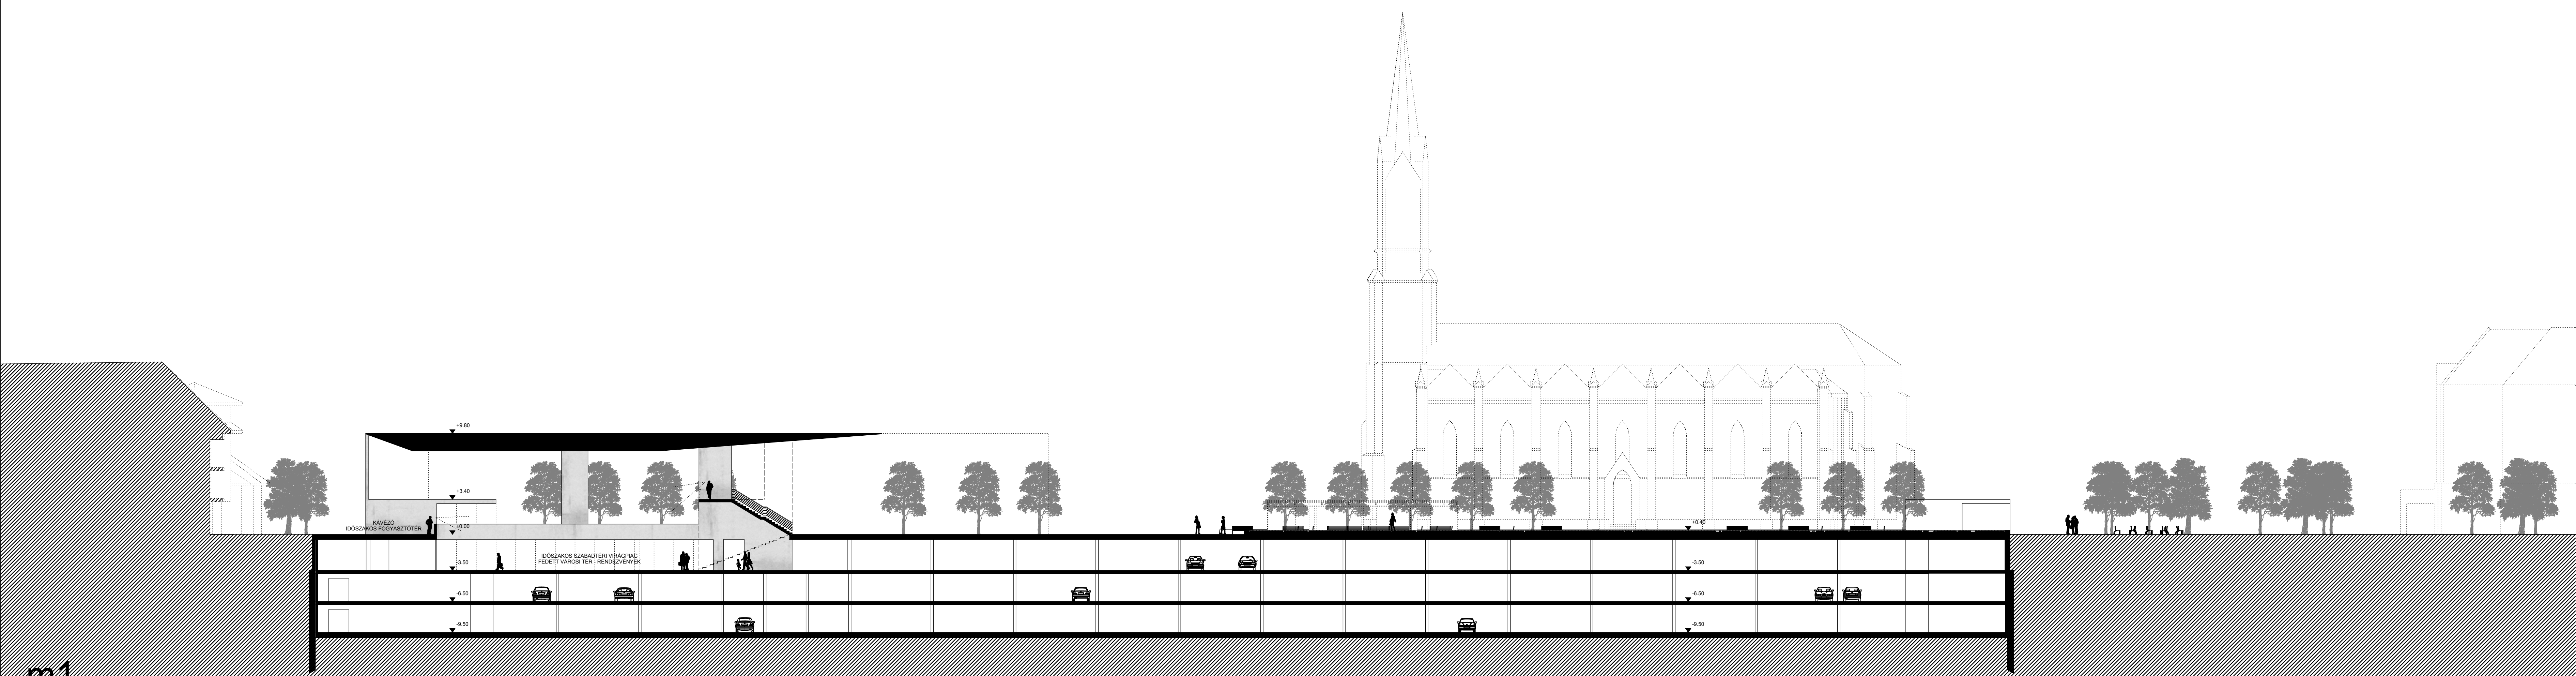 +9.80
+3.40
KÁVÉZÓ
IDŐSZAKOS FOGYASZTÓTÉR
±0.00
+0.40
IDŐSZAKOS SZABADTÉRI VIRÁGPIAC
FEDETT VÁROSI TÉR - RENDEZVÉNYEK
-3.50
-3.50
-6.50
-6.50
-9.50
-9.50
m1